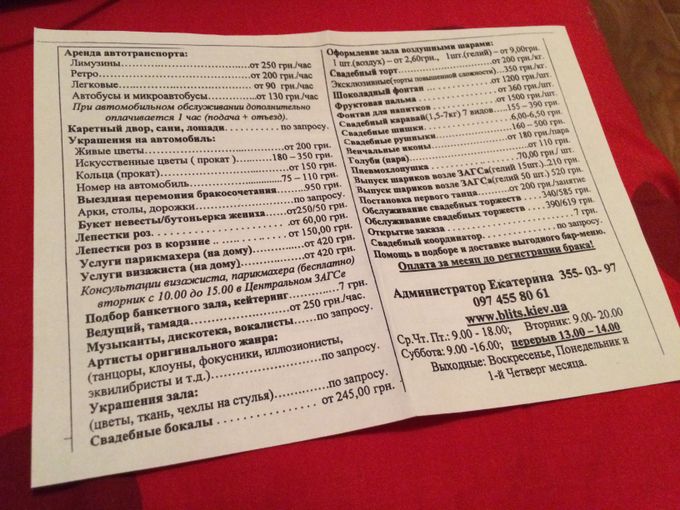 Аренда автотранспорта:
Лимузины......от 250 грн./час
Ретро......от 200 грн./час
Легковые......от 90 грн./час
Автобусы и микроавтобусы......от 130 грн./час
При автомобильном обслуживании дополнительно
оплачивается 1 час (подача + отъезд).
Каретный двор, сани, лошади......по запросу.
Украшения на автомобиль:
Живые цветы......от 200 грн.
Искусственные цветы ( прокат )......180 – 350 грн.
Кольца (прокат)......от 150 грн.
Номер на автомобиль......75 – 110 грн.
Выездная церемония бракосочетания......950 грн.
Арки, столы, дорожки......по запросу.
Букет невесты/бутоньерка жениха......от250/50 грн.
Лепестки роз......от 60,00 грн.
Лепестки роз в корзине......от 150,00 грн.
Услуги парикмахера (на дому)......от 420 грн.
Услуги визажиста (на дому)......от 420 грн.
Консультации визажиста, парикмахера (бесплатно)
вторник с 10.00 до 15.00 в Центральном ЗАГСе
Подбор банкетного зала, кейтеринг......7 грн.
Ведущий, тамада......от 250 грн./час.
Музыканты, дискотека, вокалисты......по запросу.
Артисты оригинального жанра:
(танцоры, клоуны, фокусники, иллюзионисты,
эквилибристы и т.д.)......по запросу.
Украшения зала:
(цветы, ткань, чехлы на стулья)......по запросу.
Свадебные бокалы......от 245,00 грн.
Оформление зала воздушными шарами:
1 шт.(воздух) – от 2,60грн., 1шт.(гелий) – от 9,00грн.
Свадебный торт......от 200 грн./кг.
Эксклюзивные(торты повышенной сложности)...350 грн./кг.
Шоколадный фонтан......от 1200 грн/шт.
Фруктовая пальма......от 360 грн/шт.
Фонтан для напитков......от 1500 грн/шт.
Свадебный каравай(1,5-7кг) 7 видов......155 – 390 грн.
Свадебные шишки......6,00-6,50 грн.
Свадебные рушныки......160 – 500 грн.
Венчальные иконы......от 180 грн/пара
Голуби (пара)......от 110 грн.
Пневмохлопушка......70,00 грн./ шт.
Выпуск шариков возле ЗАГСа(гелий 15шт.)..210 грн.
Выпуск шариков возле ЗАГСа(гелий 50 шт.) 520 грн.
Постановка первого танца......от 200 грн/занятие
Обслуживание свадебных торжеств......340/585 грн.
Обслуживание свадебных торжеств......390/619 грн.
Открытие заказа......7 грн.
Свадебный координатор......по запросу.
Помощь в подборе и доставке выгодного бар-меню.
Оплата за месяц до регистрации брака!
Администратор Екатерина 355- 03- 97
097 455 80 61
www.blits.kiev.ua
Ср.Чт. Пт.: 9.00 - 18.00; Вторник: 9.00-20.00
Суббота: 9.00 -16.00; перерыв 13.00 – 14.00
Выходные: Воскресенье, Понедельник и
1-й Четверг месяца.